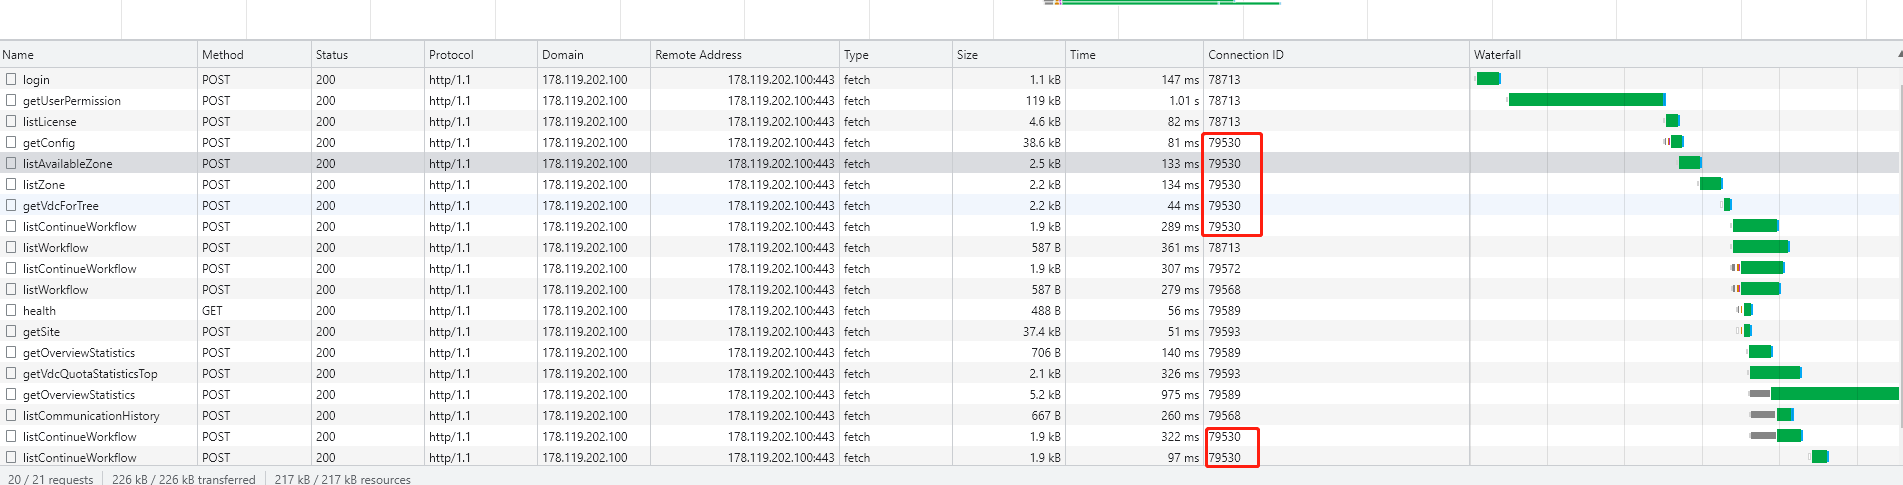 Name Method Status Protocol Domain Remote Address Type Size Time Connection ID Waterfall
login POST 200 http/1.1 178.119.202.100 178.119.202.100:443 fetch 1.1 kB 147 ms 78713
getUserPermission POST 200 http/1.1 178.119.202.100 178.119.202.100:443 fetch 119 kB 1.01 s 78713
listLicense POST 200 http/1.1 178.119.202.100 178.119.202.100:443 fetch 4.6 kB 82 ms 78713
getConfig POST 200 http/1.1 178.119.202.100 178.119.202.100:443 fetch 38.6 kB 81 ms 79530
listAvailableZone POST 200 http/1.1 178.119.202.100 178.119.202.100:443 fetch 2.5 kB 133 ms 79530
listZone POST 200 http/1.1 178.119.202.100 178.119.202.100:443 fetch 2.2 kB 134 ms 79530
getVdcForTree POST 200 http/1.1 178.119.202.100 178.119.202.100:443 fetch 2.2 kB 44 ms 79530
listContinueWorkflow POST 200 http/1.1 178.119.202.100 178.119.202.100:443 fetch 1.9 kB 289 ms 79530
listWorkflow POST 200 http/1.1 178.119.202.100 178.119.202.100:443 fetch 587 B 361 ms 78713
listContinueWorkflow POST 200 http/1.1 178.119.202.100 178.119.202.100:443 fetch 1.9 kB 307 ms 79572
listWorkflow POST 200 http/1.1 178.119.202.100 178.119.202.100:443 fetch 587 B 279 ms 79568
health GET 200 http/1.1 178.119.202.100 178.119.202.100:443 fetch 488 B 56 ms 79589
getSite POST 200 http/1.1 178.119.202.100 178.119.202.100:443 fetch 37.4 kB 51 ms 79593
getOverviewStatistics POST 200 http/1.1 178.119.202.100 178.119.202.100:443 fetch 706 B 140 ms 79589
getVdcQuotaStatisticsTop POST 200 http/1.1 178.119.202.100 178.119.202.100:443 fetch 2.1 kB 326 ms 79593
getOverviewStatistics POST 200 http/1.1 178.119.202.100 178.119.202.100:443 fetch 5.2 kB 975 ms 79589
listCommunicationHistory POST 200 http/1.1 178.119.202.100 178.119.202.100:443 fetch 667 B 260 ms 79568
listContinueWorkflow POST 200 http/1.1 178.119.202.100 178.119.202.100:443 fetch 1.9 kB 322 ms 79530
listContinueWorkflow POST 200 http/1.1 178.119.202.100 178.119.202.100:443 fetch 1.9 kB 97 ms 79530
20 / 21 requests 226 kB / 226 kB transferred 217 kB / 217 kB resources